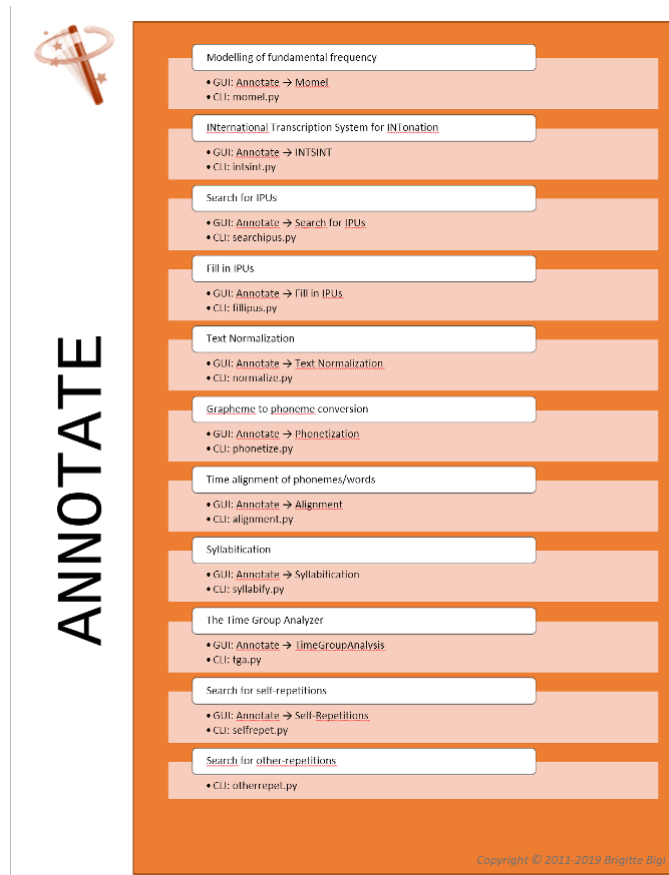 ANNOTATE
Modelling of fundamental frequency
• GUI: Annotate → Momel
• CLI: momel.py
INternational Transcription System for INTonation
• GUI: Annotate → INTSINT
• CLI: intsint.py
Search for IPUs
• GUI: Annotate → Search for IPUs
• CLI: searchipus.py
Fill in IPUs
• GUI: Annotate → Fill in IPUs
• CLI: fillipus.py
Text Normalization
• GUI: Annotate → Text Normalization
• CLI: normalize.py
Grapheme to phoneme conversion
• GUI: Annotate → Phonetization
• CLI: phonetize.py
Time alignment of phonemes/words
• GUI: Annotate → Alignment
• CLI: alignment.py
Syllabification
• GUI: Annotate → Syllabification
• CLI: syllabify.py
The Time Group Analyzer
• GUI: Annotate → TimeGroupAnalysis
• CLI: tga.py
Search for self-repetitions
• GUI: Annotate → Self-Repetitions
• CLI: selfrepet.py
Search for other-repetitions
• CLI: otherrepet.py
Copyright © 2011-2019 Brigitte Bigi